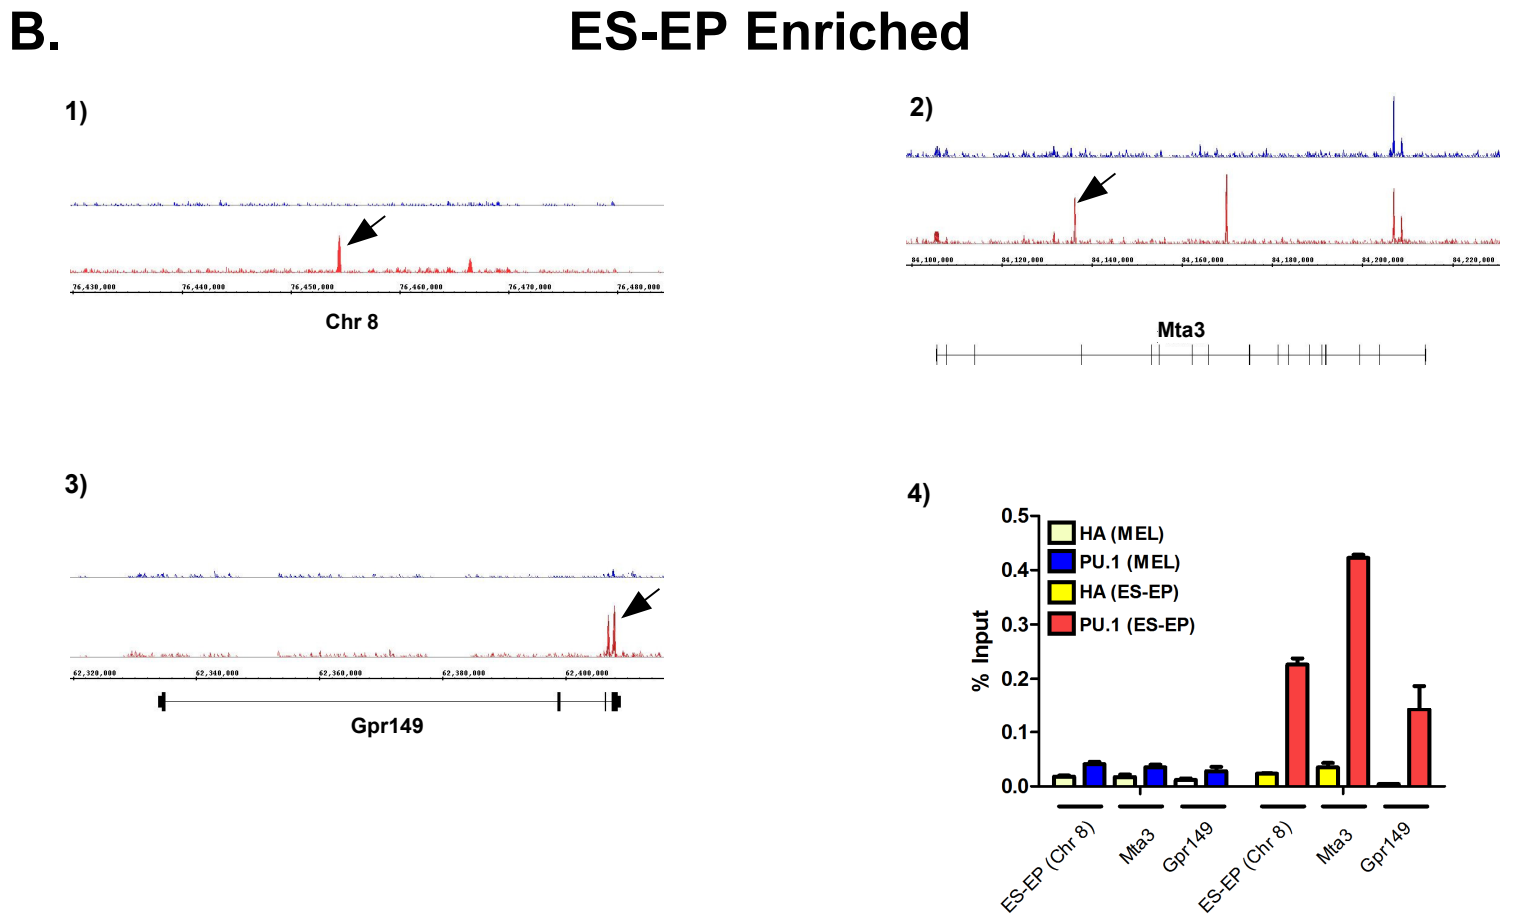 B.
ES-EP Enriched
1)
76,430,000 76,440,000 76,450,000 76,460,000 76,470,000 76,480,000
Chr 8
2)
84,100,000 84,120,000 84,140,000 84,160,000 84,180,000 84,200,000 84,220,000
Mta3
3)
62,320,000 62,340,000 62,360,000 62,380,000 62,400,000
Gpr149
4)
% Input
0.5
0.4
0.3
0.2
0.1
0.0
HA (MEL)
PU.1 (MEL)
HA (ES-EP)
PU.1 (ES-EP)
ES-EP (Chr 8)
Mta3
Gpr149
ES-EP (Chr 8)
Mta3
Gpr149